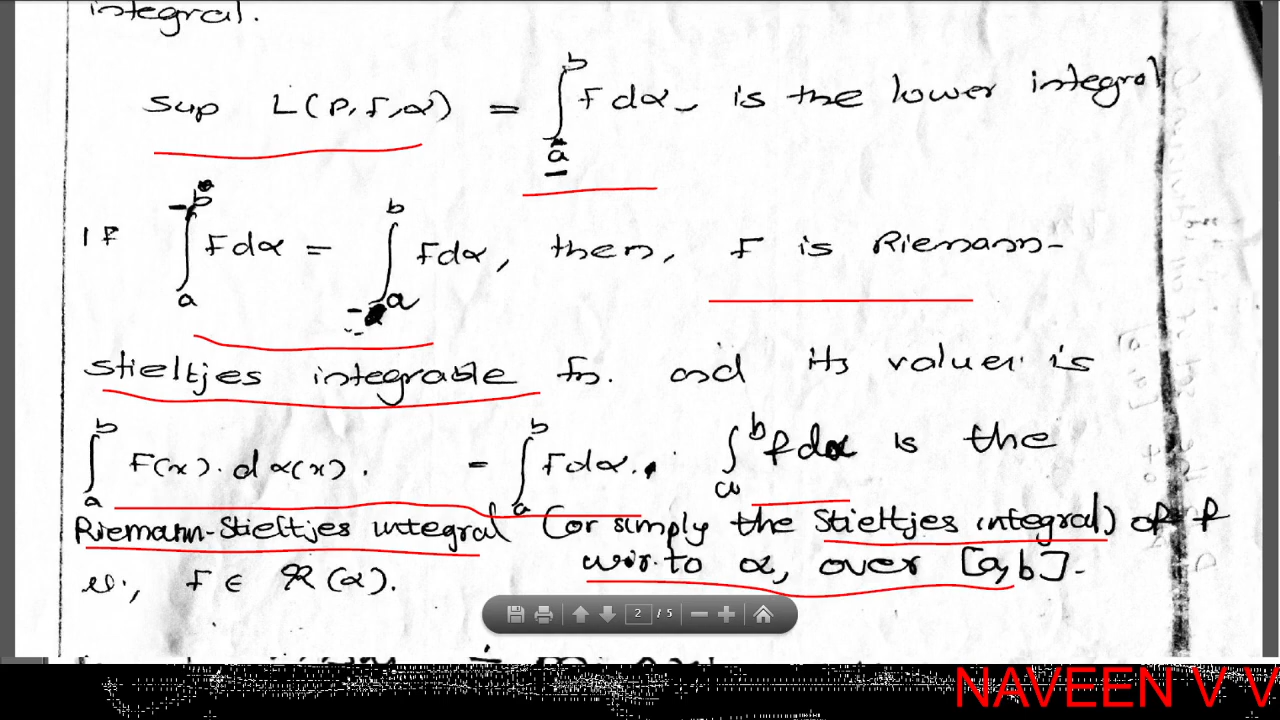 integral.
sup L(P, f, α) = ∫_a^b f dα, is the lower integral
If ∫_a^b f dα = ∫_a^b f dα, then, f is Riemann-
Stieltjes integrable fn. and its value is
∫_a^b f(x). dα(x). = ∫_a^b f dα. ∫_a^b f dα is the
Riemann-Stieltjes integral (or simply the Stieltjes integral) of f
w.r.to α, over [a,b].
f ∈ ℛ(α).
2 / 5
NAVEEN V V